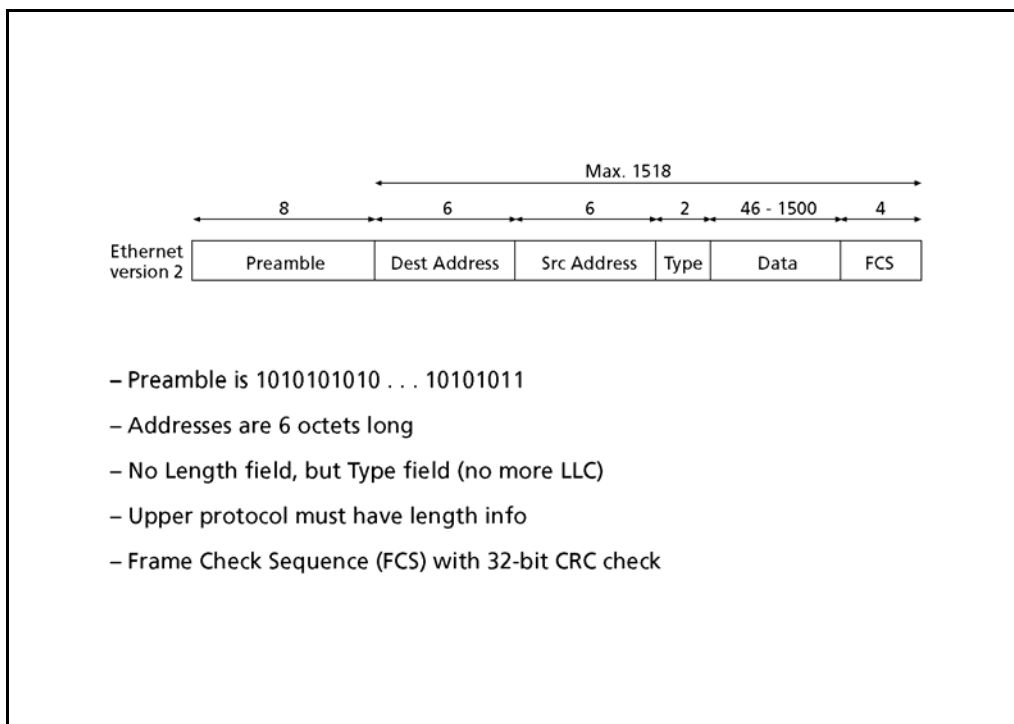 Max. 1518
8 6 6 2 46 - 1500 4
Ethernet
version 2
Preamble Dest Address Src Address Type Data FCS
– Preamble is 1010101010 . . . 10101011
– Addresses are 6 octets long
– No Length field, but Type field (no more LLC)
– Upper protocol must have length info
– Frame Check Sequence (FCS) with 32-bit CRC check